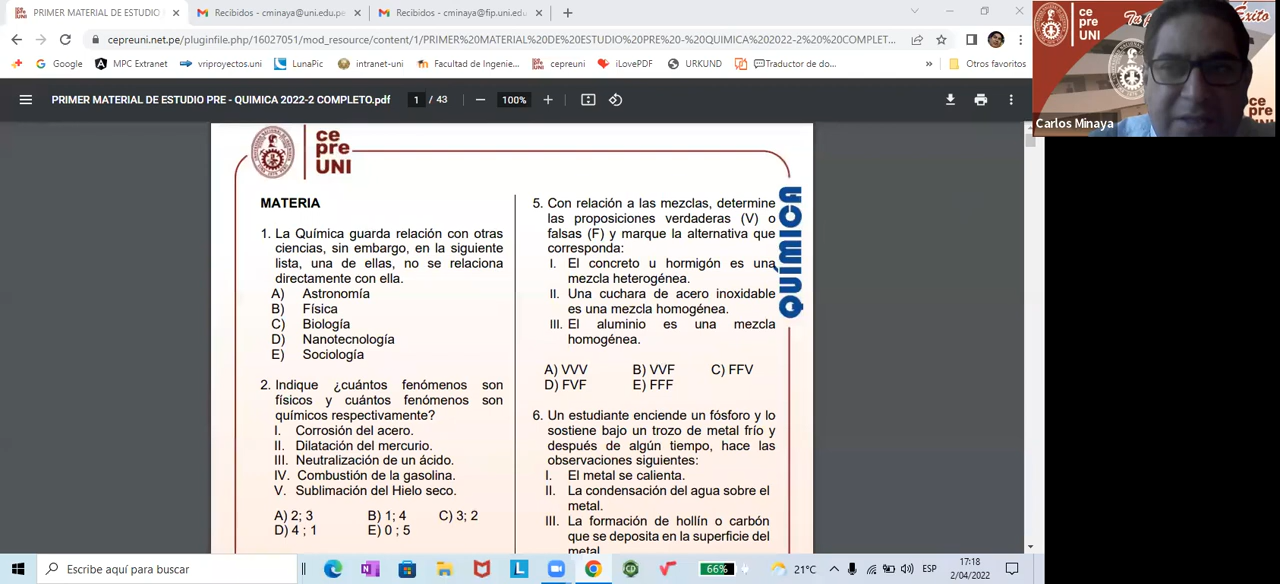 PRIMER MATERIAL DE ESTUDIO
Recibidos - cminaya@uni.edu.pe
Recibidos - cminaya@fip.uni.edu
cepreuni.net.pe/pluginfile.php/16027051/mod_resource/content/1/PRIMER%20MATERIAL%20DE%20ESTUDIO%20PRE%20-%20QUIMICA%202022-2%20%20COMPLET...
Google
MPC Extranet
vriproyectos.uni
LunaPic
intranet-uni
Facultad de Ingenie...
cepreuni
iLovePDF
URKUND
Traductor de do...
»
Otros favoritos
PRIMER MATERIAL DE ESTUDIO PRE - QUIMICA 2022-2 COMPLETO.pdf
1 / 43
100%
ce
pre
UNI
MATERIA
1. La Química guarda relación con otras
ciencias, sin embargo, en la siguiente
lista, una de ellas, no se relaciona
directamente con ella.
A) Astronomía
B) Física
C) Biología
D) Nanotecnología
E) Sociología
2. Indique ¿cuántos fenómenos son
físicos y cuántos fenómenos son
químicos respectivamente?
I. Corrosión del acero.
II. Dilatación del mercurio.
III. Neutralización de un ácido.
IV. Combustión de la gasolina.
V. Sublimación del Hielo seco.
A) 2; 3 B) 1; 4 C) 3; 2
D) 4 ; 1 E) 0 ; 5
5. Con relación a las mezclas, determine
las proposiciones verdaderas (V) o
falsas (F) y marque la alternativa que
corresponda:
I. El concreto u hormigón es una
mezcla heterogénea.
II. Una cuchara de acero inoxidable
es una mezcla homogénea.
III. El aluminio es una mezcla
homogénea.
A) VVV B) VVF C) FFV
D) FVF E) FFF
6. Un estudiante enciende un fósforo y lo
sostiene bajo un trozo de metal frío y
después de algún tiempo, hace las
observaciones siguientes:
I. El metal se calienta.
II. La condensación del agua sobre el
metal.
III. La formación de hollín o carbón
que se deposita en la superficie del
metal
QUÍMICA
ce
pre
UNI
Tu
Éxito
ce
pre
UNI
Carlos Minaya
Escribe aquí para buscar
66%
21°C
ESP
17:18
2/04/2022